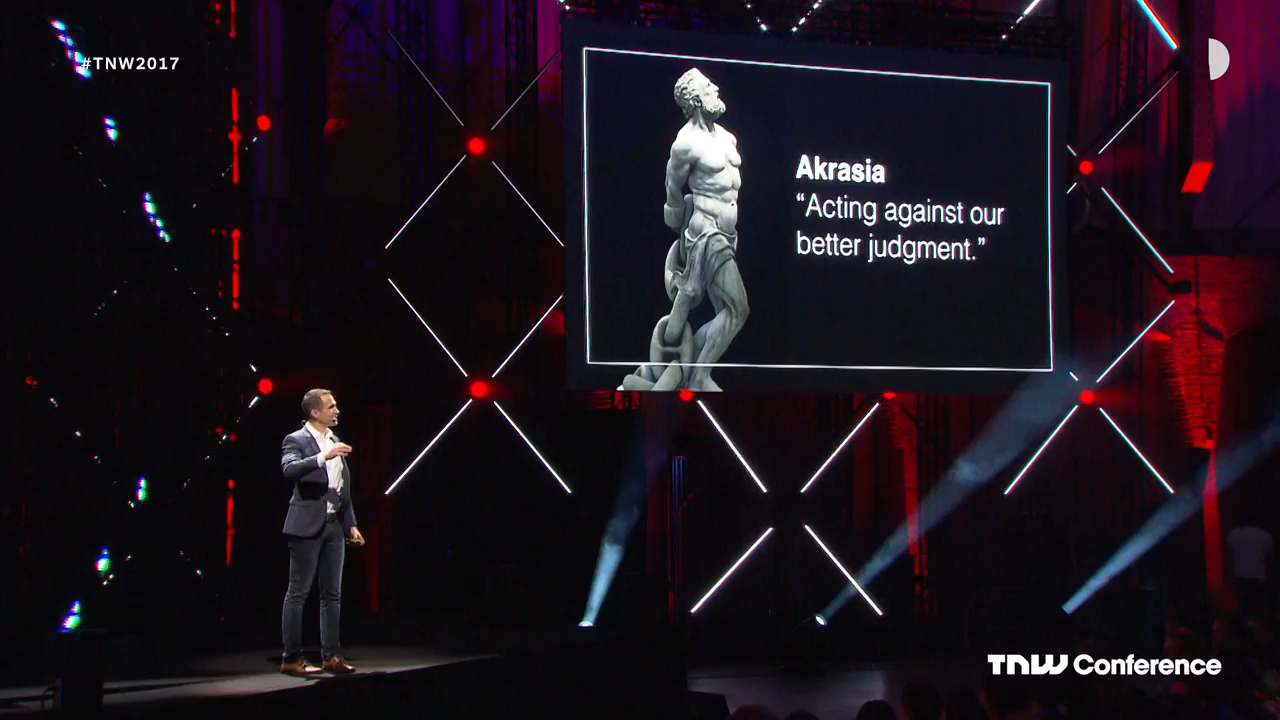 #TNW2017
Akrasia
“Acting against our
better judgment.”
TNW Conference